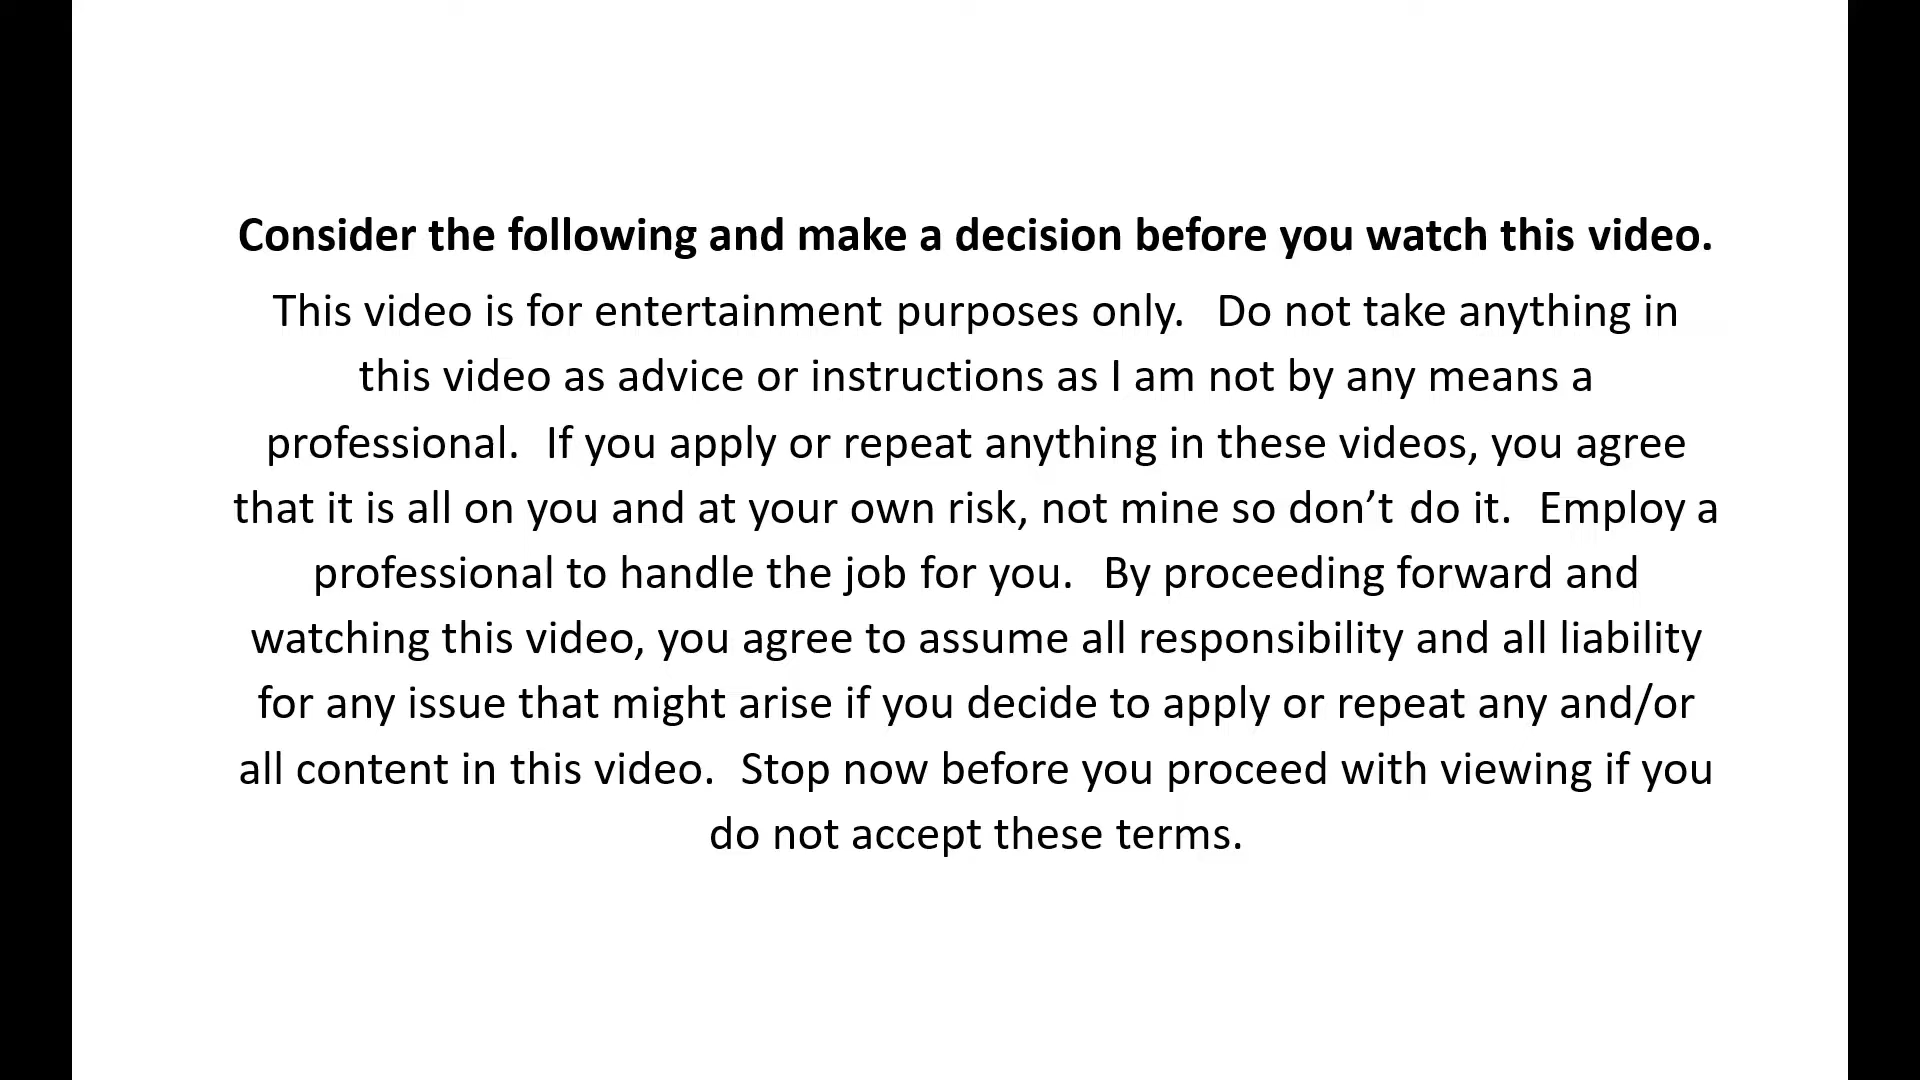 Consider the following and make a decision before you watch this video.
This video is for entertainment purposes only.  Do not take anything in
this video as advice or instructions as I am not by any means a
professional.  If you apply or repeat anything in these videos, you agree
that it is all on you and at your own risk, not mine so don’t do it.  Employ a
professional to handle the job for you.  By proceeding forward and
watching this video, you agree to assume all responsibility and all liability
for any issue that might arise if you decide to apply or repeat any and/or
all content in this video.  Stop now before you proceed with viewing if you
do not accept these terms.